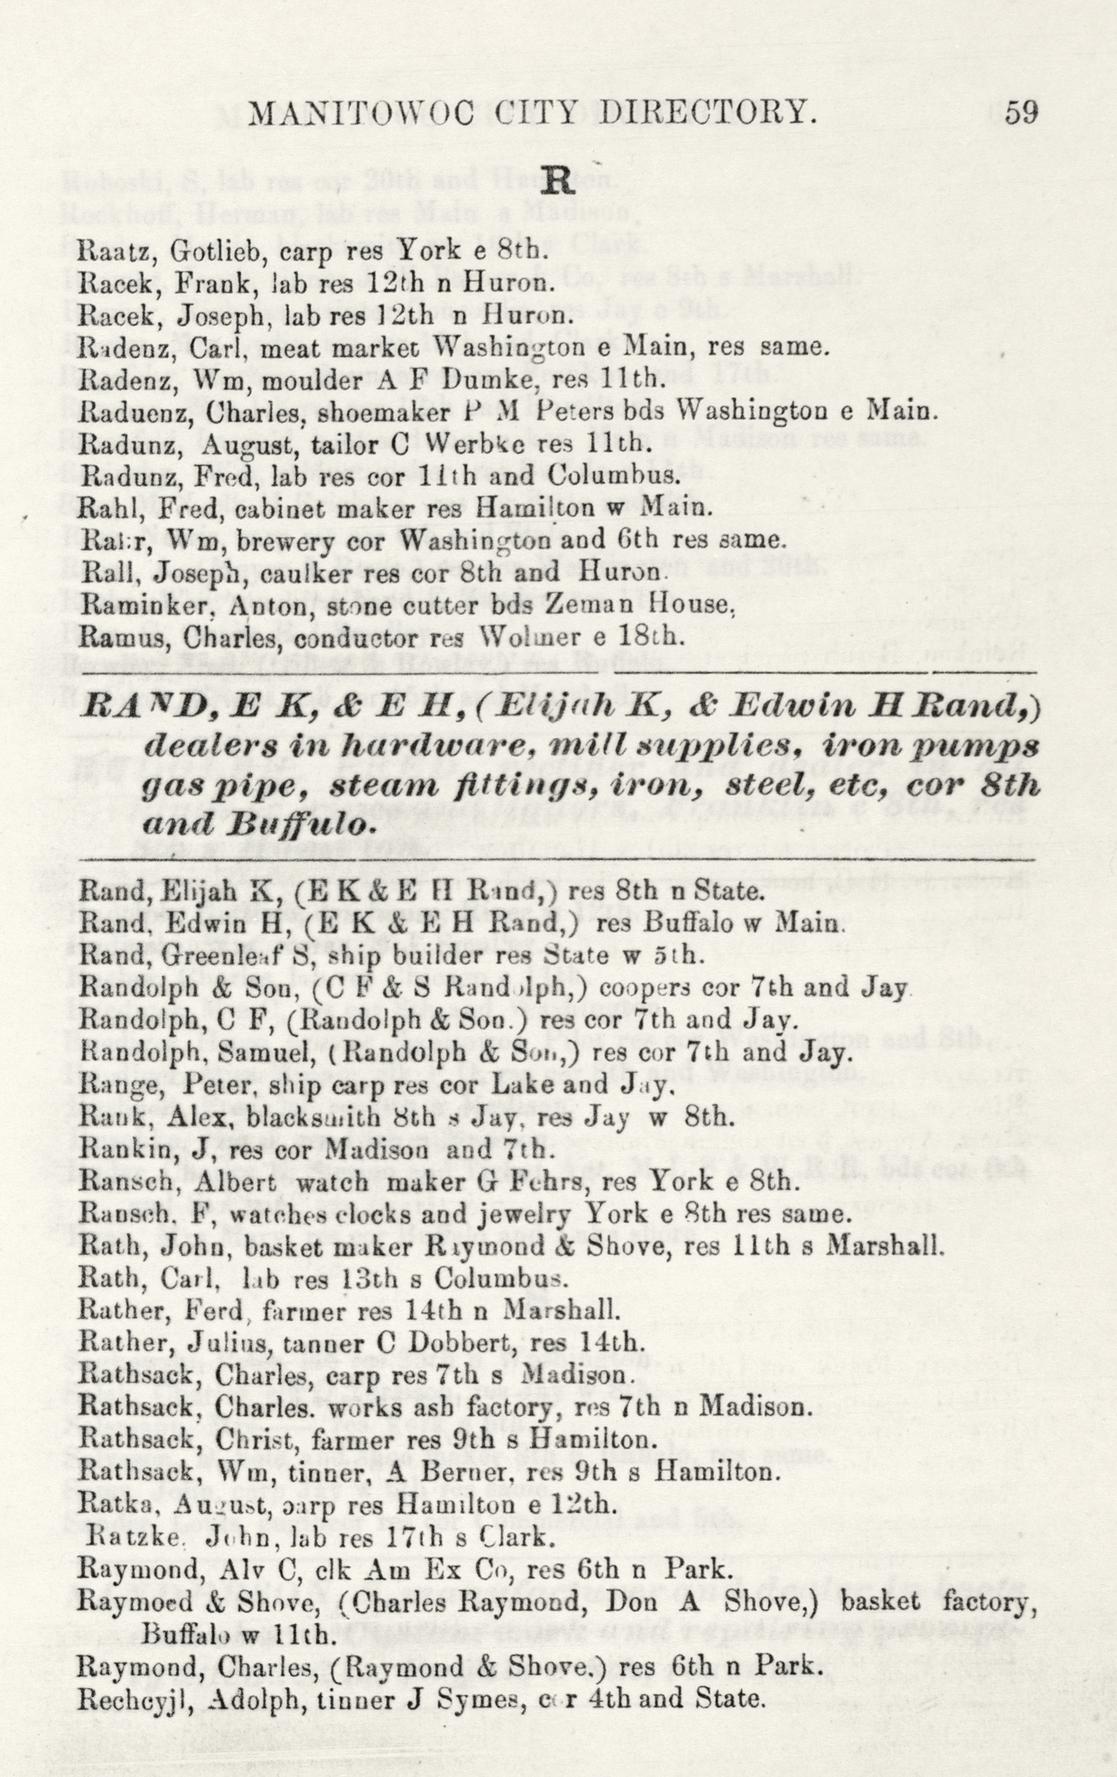 MANITOWOC CITY DIRECTORY. 59
R
Raatz, Gotlieb, carp res York e 8th.
Racek, Frank, lab res 12th n Huron.
Racek, Joseph, lab res 12th n Huron.
Radenz, Carl, meat market Washington e Main, res same.
Radenz, Wm, moulder A F Dumke, res 11th.
Raduenz, Charles, shoemaker P M Peters bds Washington e Main.
Radunz, August, tailor C Werbke res 11th.
Radunz, Fred, lab res cor 11th and Columbus.
Rahl, Fred, cabinet maker res Hamilton w Main.
Rahr, Wm, brewery cor Washington and 6th res same.
Rall, Joseph, caulker res cor 8th and Huron.
Raminker, Anton, stone cutter bds Zeman House,
Ramus, Charles, conductor res Wolmer e 18th.
RAND, E K, & E H, (Elijah K, & Edwin H Rand,)
dealers in hardware, mill supplies, iron pumps
gas pipe, steam fittings, iron, steel, etc, cor 8th
and Buffulo.
Rand, Elijah K, (E K & E H Rand,) res 8th n State.
Rand, Edwin H, (E K & E H Rand,) res Buffalo w Main.
Rand, Greenleaf S, ship builder res State w 5th.
Randolph & Son, (C F & S Randolph,) coopers cor 7th and Jay.
Randolph, C F, (Randolph & Son.) res cor 7th and Jay.
Randolph, Samuel, (Randolph & Son,) res cor 7th and Jay.
Range, Peter, ship carp res cor Lake and Jay.
Rank, Alex, blacksmith 8th s Jay, res Jay w 8th.
Rankin, J, res cor Madison and 7th.
Ransch, Albert watch maker G Fehrs, res York e 8th.
Ransch. F, watches clocks and jewelry York e 8th res same.
Rath, John, basket maker Raymond & Shove, res 11th s Marshall.
Rath, Carl, lab res 13th s Columbus.
Rather, Ferd, farmer res 14th n Marshall.
Rather, Julius, tanner C Dobbert, res 14th.
Rathsack, Charles, carp res 7th s Madison.
Rathsack, Charles. works ash factory, res 7th n Madison.
Rathsack, Christ, farmer res 9th s Hamilton.
Rathsack, Wm, tinner, A Berner, res 9th s Hamilton.
Ratka, August, carp res Hamilton e 12th.
Ratzke. John, lab res 17th s Clark.
Raymond, Alv C, clk Am Ex Co, res 6th n Park.
Raymoed & Shove, (Charles Raymond, Don A Shove,) basket factory,
Buffalo w 11th.
Raymond, Charles, (Raymond & Shove.) res 6th n Park.
Rechcyjl, Adolph, tinner J Symes, cor 4th and State.